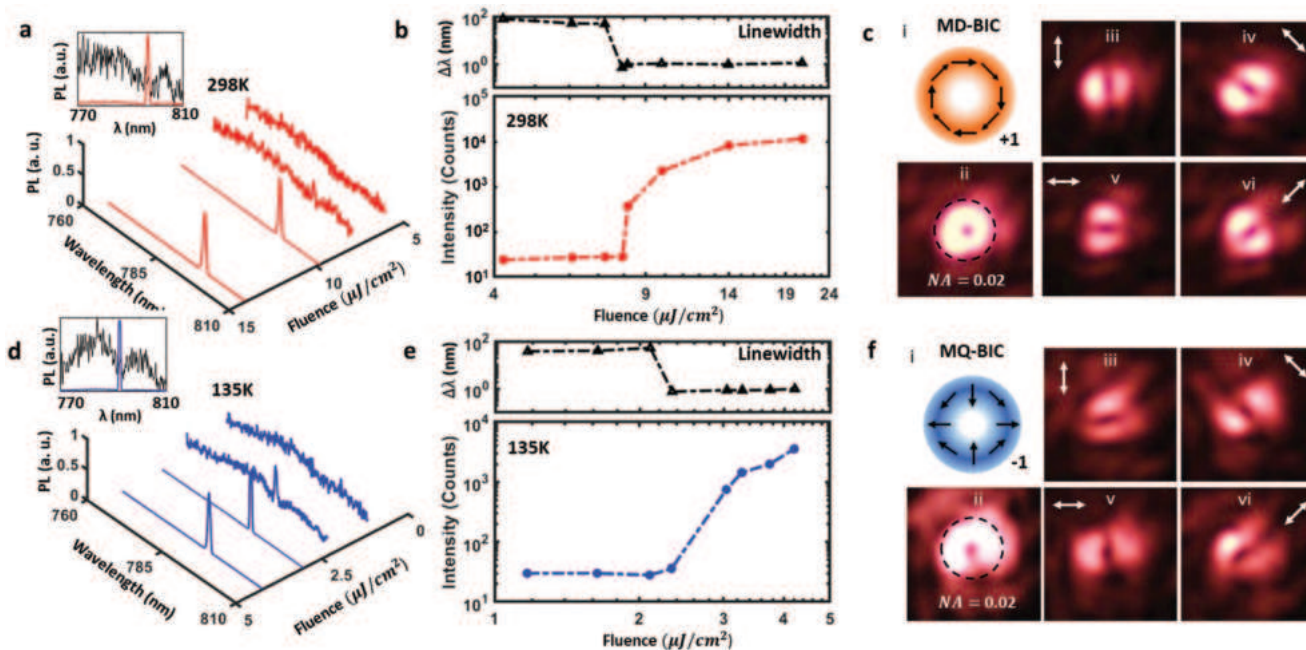 a
PL (a.u.)
770
810
λ (nm)
298K
PL (a. u.)
1
0.5
0
760
785
810
Wavelength (nm
5
10
15
Fluence (μJ/cm²)
b
Δλ (nm)
10²
10⁰
Linewidth
298K
Intensity (Counts)
10⁵
10⁴
10³
10²
10¹
4
9
14
24
Fluence (μJ/cm²)
c
i
MD-BIC
+1
ii
NA = 0.02
iii
iv
v
vi
d
PL (a.u.)
770
810
λ (nm)
135K
PL (a. u.)
1
0.5
0
760
785
810
Wavelength (nm)
0
2.5
5
Fluence (μJ/cm²)
e
Δλ (nm)
10²
10⁰
Linewidth
135K
Intensity (Counts)
10⁴
10³
10²
10¹
1
2
3
4
5
Fluence (μJ/cm²)
f
i
MQ-BIC
-1
ii
NA = 0.02
iii
iv
v
vi